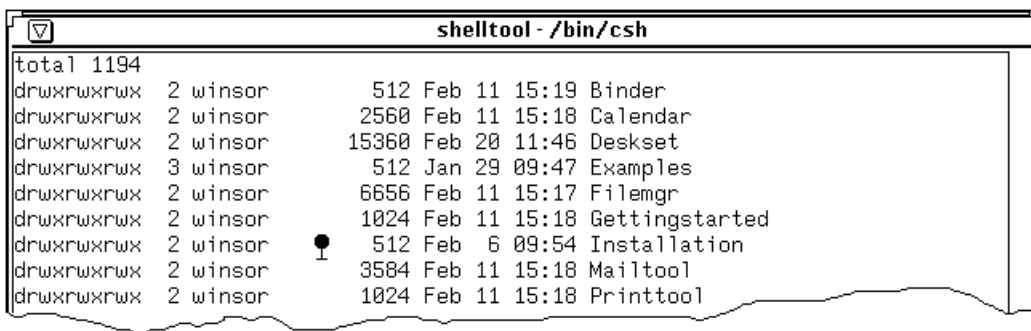 shelltool - /bin/csh
total 1194
drwxrwxrwx  2 winsor        512 Feb 11 15:19 Binder
drwxrwxrwx  2 winsor       2560 Feb 11 15:18 Calendar
drwxrwxrwx  2 winsor      15360 Feb 20 11:46 Deskset
drwxrwxrwx  3 winsor        512 Jan 29 09:47 Examples
drwxrwxrwx  2 winsor       6656 Feb 11 15:17 Filemgr
drwxrwxrwx  2 winsor       1024 Feb 11 15:18 Gettingstarted
drwxrwxrwx  2 winsor        512 Feb  6 09:54 Installation
drwxrwxrwx  2 winsor       3584 Feb 11 15:18 Mailtool
drwxrwxrwx  2 winsor       1024 Feb 11 15:18 Printtool